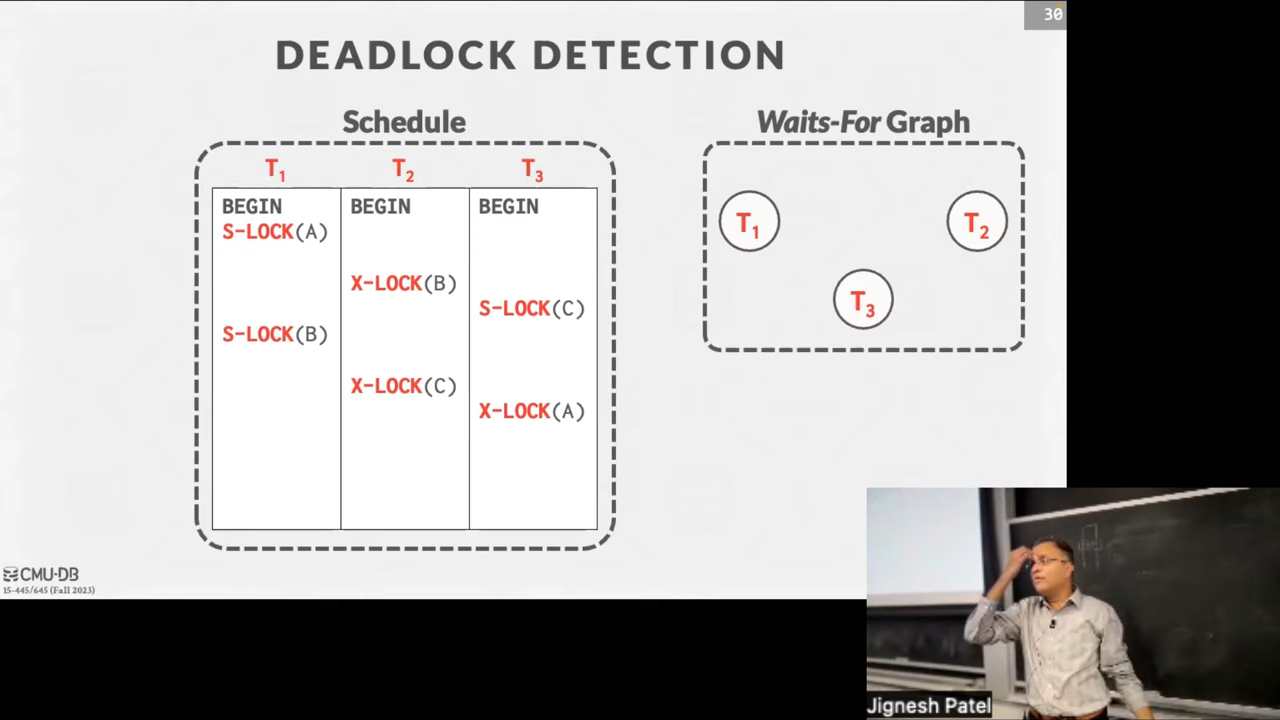 30
DEADLOCK DETECTION
Schedule
T1 T2 T3
BEGIN BEGIN BEGIN
S-LOCK(A)
X-LOCK(B)
S-LOCK(C)
S-LOCK(B)
X-LOCK(C)
X-LOCK(A)
Waits-For Graph
T1
T2
T3
CMU·DB
15-445/645 (Fall 2023)
Jignesh Patel